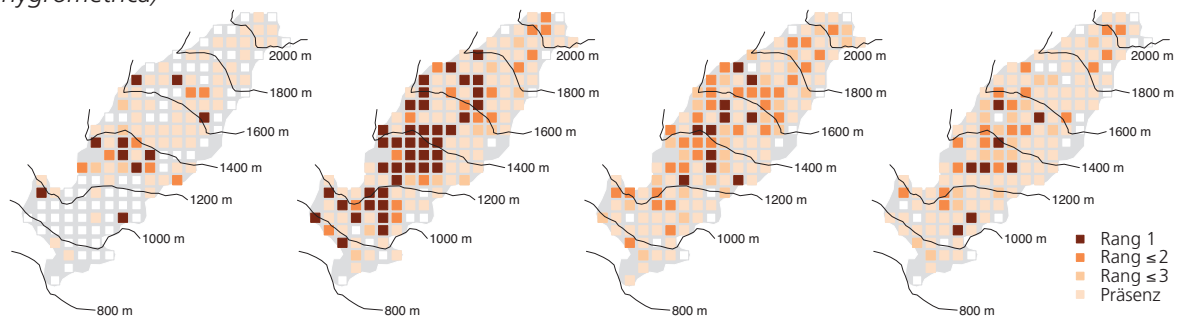 hygrometrica)
2000 m
1800 m
1600 m
1400 m
1200 m
1000 m
800 m
2000 m
1800 m
1600 m
1400 m
1200 m
1000 m
800 m
2000 m
1800 m
1600 m
1400 m
1200 m
1000 m
800 m
2000 m
1800 m
1600 m
1400 m
1200 m
1000 m
800 m
Rang 1
Rang ≤ 2
Rang ≤ 3
Präsenz